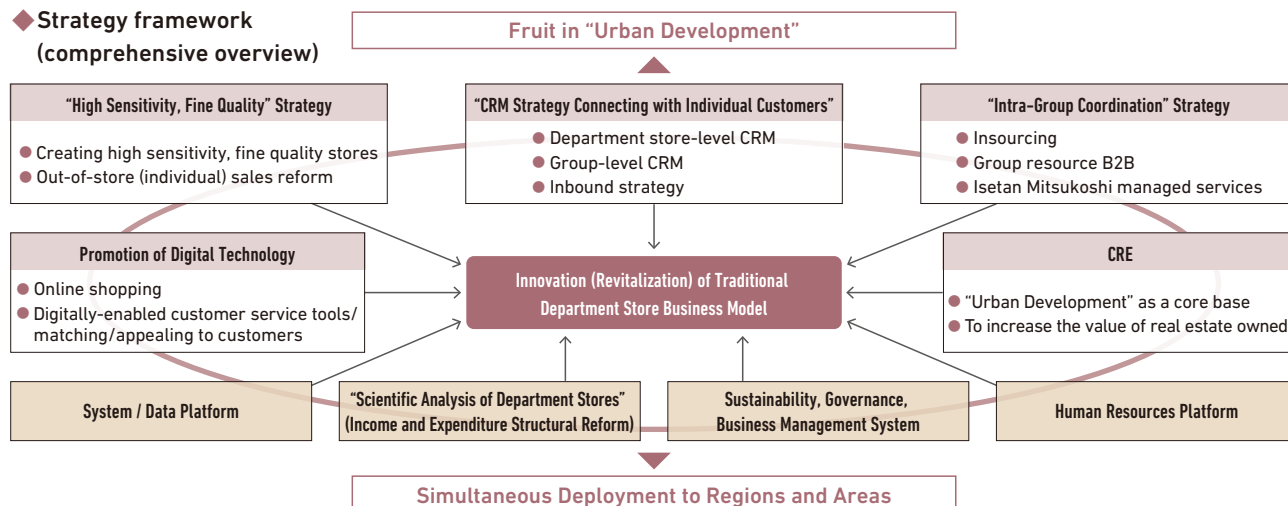 Strategy framework
(comprehensive overview)
Fruit in “Urban Development”
“High Sensitivity, Fine Quality” Strategy
Creating high sensitivity, fine quality stores
Out-of-store (individual) sales reform
“CRM Strategy Connecting with Individual Customers”
Department store-level CRM
Group-level CRM
Inbound strategy
“Intra-Group Coordination” Strategy
Insourcing
Group resource B2B
Isetan Mitsukoshi managed services
Promotion of Digital Technology
Online shopping
Digitally-enabled customer service tools/
matching/appealing to customers
Innovation (Revitalization) of Traditional
Department Store Business Model
CRE
“Urban Development” as a core base
To increase the value of real estate owned
System / Data Platform
“Scientific Analysis of Department Stores”
(Income and Expenditure Structural Reform)
Sustainability, Governance,
Business Management System
Human Resources Platform
Simultaneous Deployment to Regions and Areas